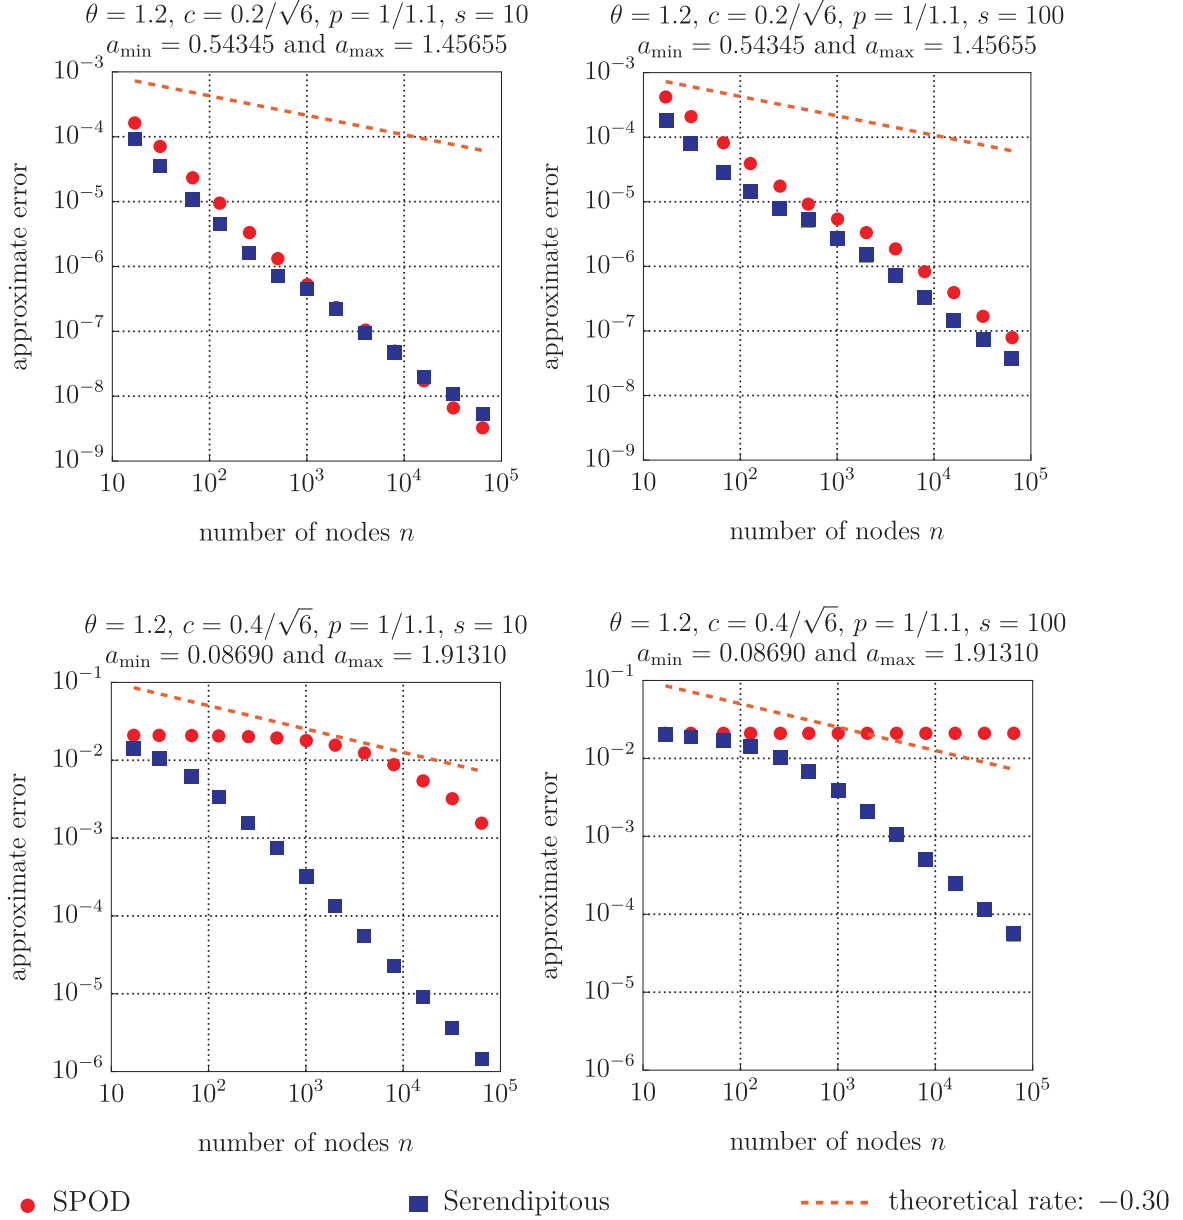 θ = 1.2, c = 0.2/√6, p = 1/1.1, s = 10
a_min = 0.54345 and a_max = 1.45655
10^−3
10^−4
10^−5
10^−6
10^−7
10^−8
10^−9
approximate error
10 10^2 10^3 10^4 10^5
number of nodes n
θ = 1.2, c = 0.2/√6, p = 1/1.1, s = 100
a_min = 0.54345 and a_max = 1.45655
10^−3
10^−4
10^−5
10^−6
10^−7
10^−8
10^−9
approximate error
10 10^2 10^3 10^4 10^5
number of nodes n
θ = 1.2, c = 0.4/√6, p = 1/1.1, s = 10
a_min = 0.08690 and a_max = 1.91310
10^−1
10^−2
10^−3
10^−4
10^−5
10^−6
approximate error
10 10^2 10^3 10^4 10^5
number of nodes n
θ = 1.2, c = 0.4/√6, p = 1/1.1, s = 100
a_min = 0.08690 and a_max = 1.91310
10^−1
10^−2
10^−3
10^−4
10^−5
10^−6
approximate error
10 10^2 10^3 10^4 10^5
number of nodes n
SPOD
Serendipitous
theoretical rate: −0.30